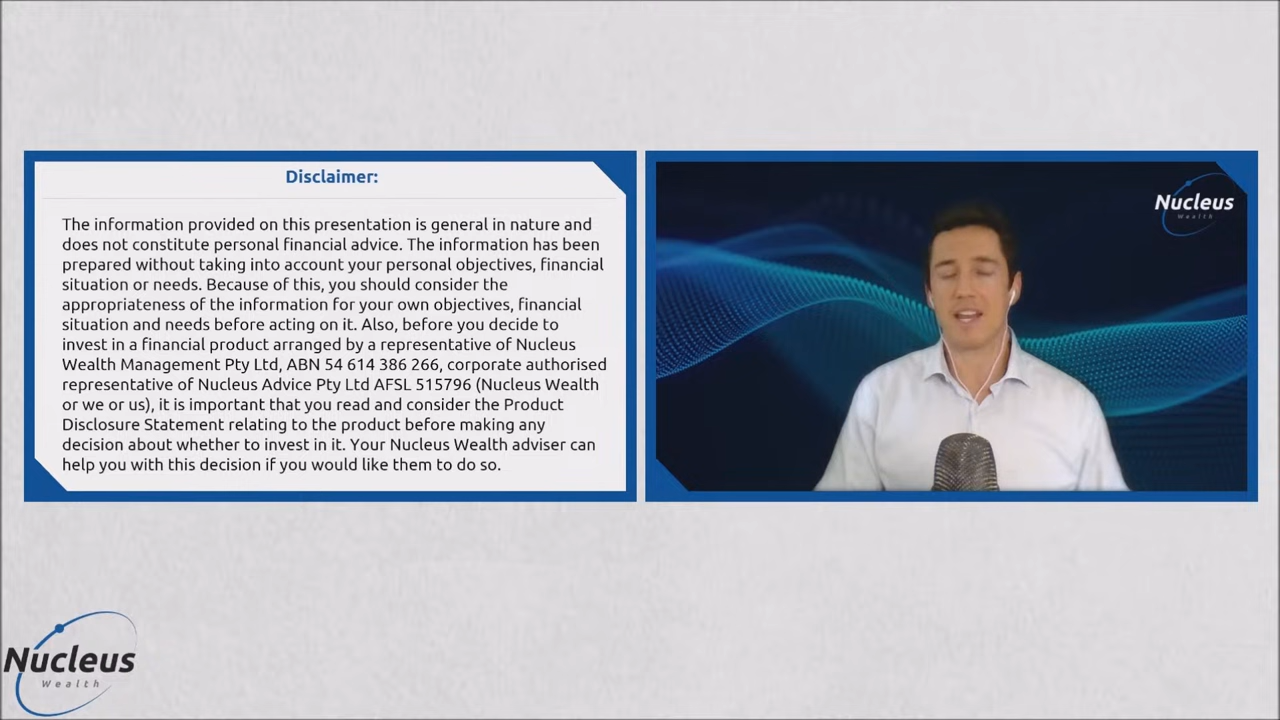 Disclaimer:
The information provided on this presentation is general in nature and
does not constitute personal financial advice. The information has been
prepared without taking into account your personal objectives, financial
situation or needs. Because of this, you should consider the
appropriateness of the information for your own objectives, financial
situation and needs before acting on it. Also, before you decide to
invest in a financial product arranged by a representative of Nucleus
Wealth Management Pty Ltd, ABN 54 614 386 266, corporate authorised
representative of Nucleus Advice Pty Ltd AFSL 515796 (Nucleus Wealth
or we or us), it is important that you read and consider the Product
Disclosure Statement relating to the product before making any
decision about whether to invest in it. Your Nucleus Wealth adviser can
help you with this decision if you would like them to do so.
Nucleus
Wealth
Nucleus
Wealth